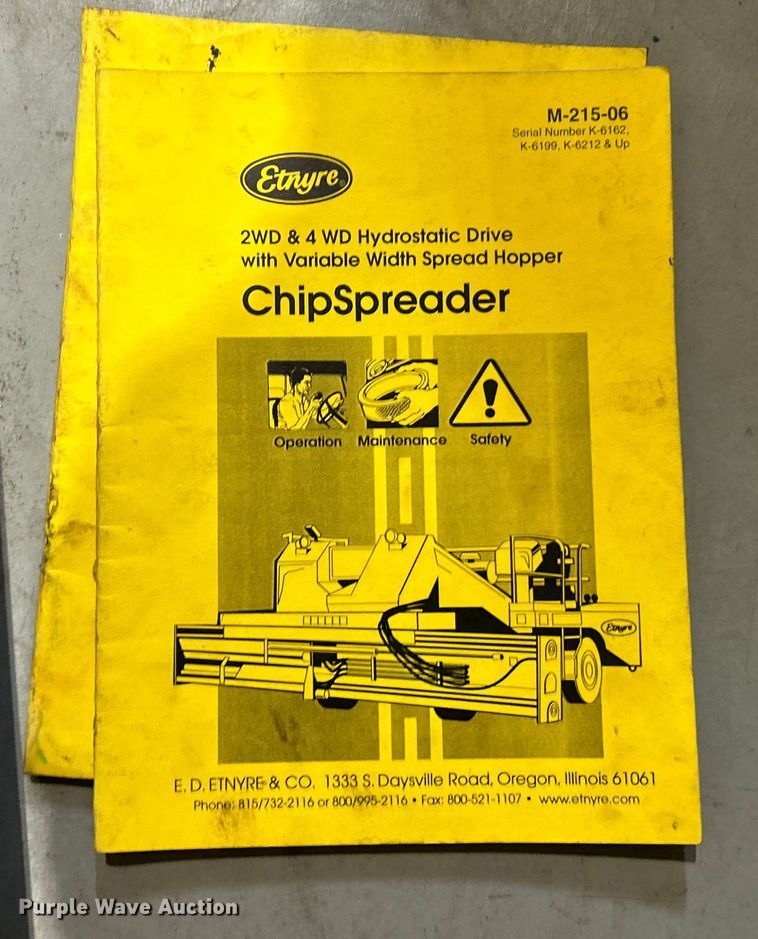 M-215-06
Serial Number K-6162,
K-6199, K-6212 & Up
Etnyre®
2WD & 4 WD Hydrostatic Drive
with Variable Width Spread Hopper
ChipSpreader
Operation Maintenance Safety
Etnyre
E. D. ETNYRE & CO. 1333 S. Daysville Road, Oregon, Illinois 61061
Phone: 815/732-2116 or 800/995-2116 • Fax: 800-521-1107 • www.etnyre.com
Purple Wave Auction